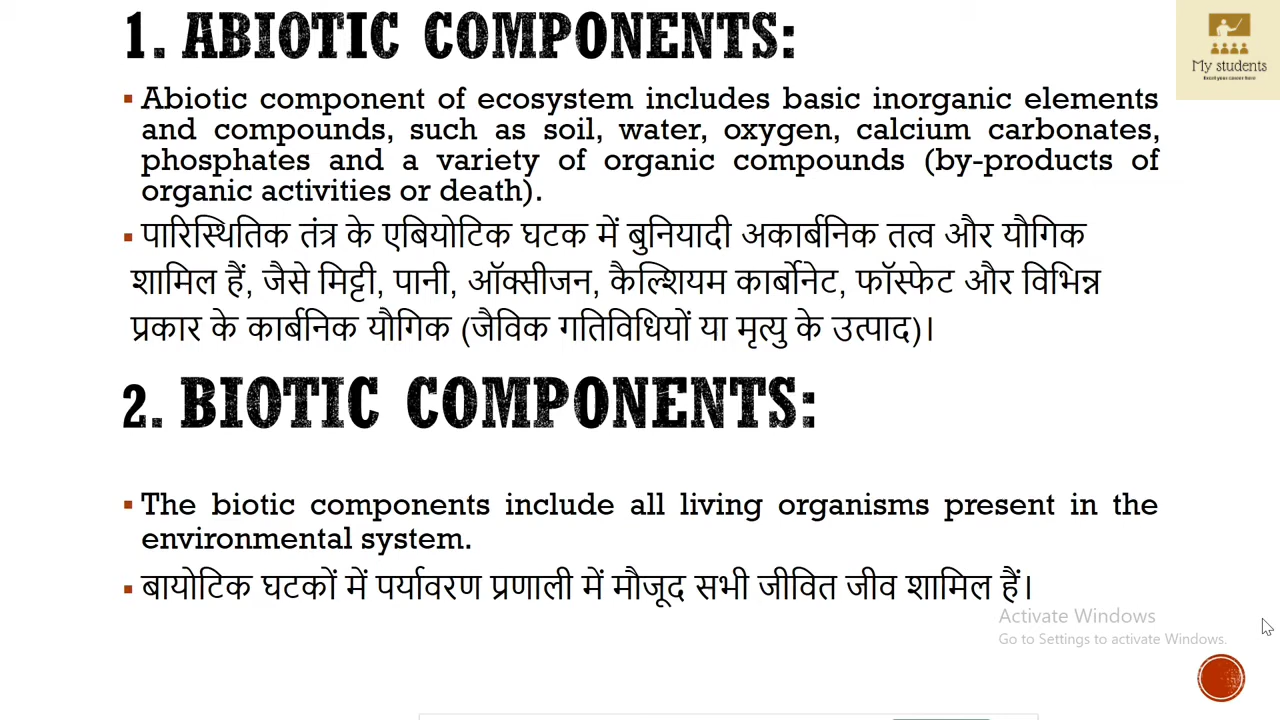 1. ABIOTIC COMPONENTS:
My students
Excel your career here
Abiotic component of ecosystem includes basic inorganic elements
and compounds, such as soil, water, oxygen, calcium carbonates,
phosphates and a variety of organic compounds (by-products of
organic activities or death).
पारिस्थितिक तंत्र के एबियोटिक घटक में बुनियादी अकार्बनिक तत्व और यौगिक
शामिल हैं, जैसे मिट्टी, पानी, ऑक्सीजन, कैल्शियम कार्बोनेट, फॉस्फेट और विभिन्न
प्रकार के कार्बनिक यौगिक (जैविक गतिविधियों या मृत्यु के उत्पाद)।
2. BIOTIC COMPONENTS:
The biotic components include all living organisms present in the
environmental system.
बायोटिक घटकों में पर्यावरण प्रणाली में मौजूद सभी जीवित जीव शामिल हैं।
Activate Windows
Go to Settings to activate Windows.